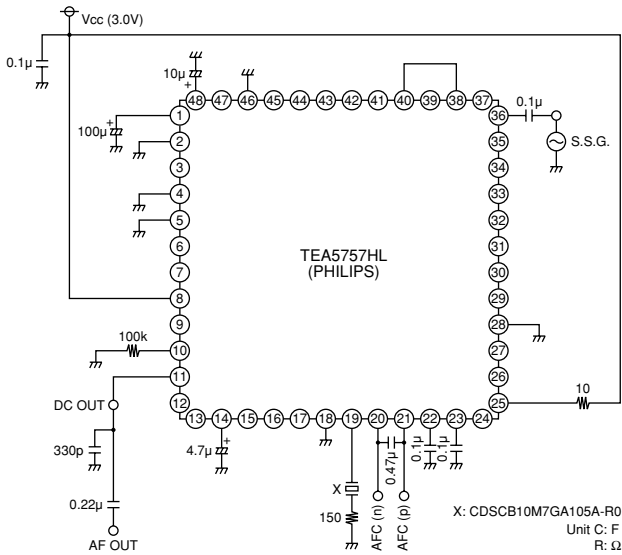 Vcc (3.0V)
0.1µ
10µ
+
48 47 46 45 44 43 42 41 40 39 38 37
+
100µ
1
2
3
4
5
6
7
8
9
10
11
12
36
35
34
33
32
31
30
29
28
27
26
25
0.1µ
S.S.G.
TEA5757HL
(PHILIPS)
100k
10
DC OUT
13 14 15 16 17 18 19 20 21 22 23 24
330p
4.7µ
+
0.47µ
0.1µ
0.1µ
0.22µ
X
150
AFC (n)
AFC (p)
AF OUT
X: CDSCB10M7GA105A-R0
Unit C: F
R: Ω